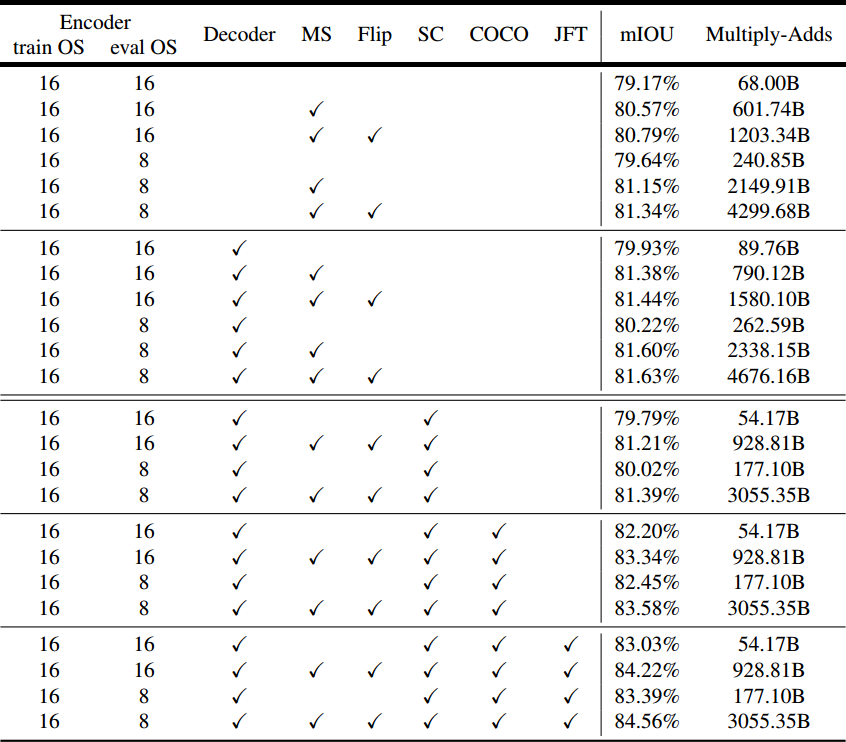 Encoder
train OS eval OS Decoder MS Flip SC COCO JFT mIOU Multiply-Adds
16 16 79.17% 68.00B
16 16 ✓ 80.57% 601.74B
16 16 ✓ ✓ 80.79% 1203.34B
16 8 79.64% 240.85B
16 8 ✓ 81.15% 2149.91B
16 8 ✓ ✓ 81.34% 4299.68B
16 16 ✓ 79.93% 89.76B
16 16 ✓ ✓ 81.38% 790.12B
16 16 ✓ ✓ ✓ 81.44% 1580.10B
16 8 ✓ 80.22% 262.59B
16 8 ✓ ✓ 81.60% 2338.15B
16 8 ✓ ✓ ✓ 81.63% 4676.16B
16 16 ✓ ✓ 79.79% 54.17B
16 16 ✓ ✓ ✓ ✓ 81.21% 928.81B
16 8 ✓ ✓ 80.02% 177.10B
16 8 ✓ ✓ ✓ ✓ 81.39% 3055.35B
16 16 ✓ ✓ ✓ 82.20% 54.17B
16 16 ✓ ✓ ✓ ✓ ✓ 83.34% 928.81B
16 8 ✓ ✓ ✓ 82.45% 177.10B
16 8 ✓ ✓ ✓ ✓ ✓ 83.58% 3055.35B
16 16 ✓ ✓ ✓ ✓ 83.03% 54.17B
16 16 ✓ ✓ ✓ ✓ ✓ ✓ 84.22% 928.81B
16 8 ✓ ✓ ✓ ✓ 83.39% 177.10B
16 8 ✓ ✓ ✓ ✓ ✓ ✓ 84.56% 3055.35B